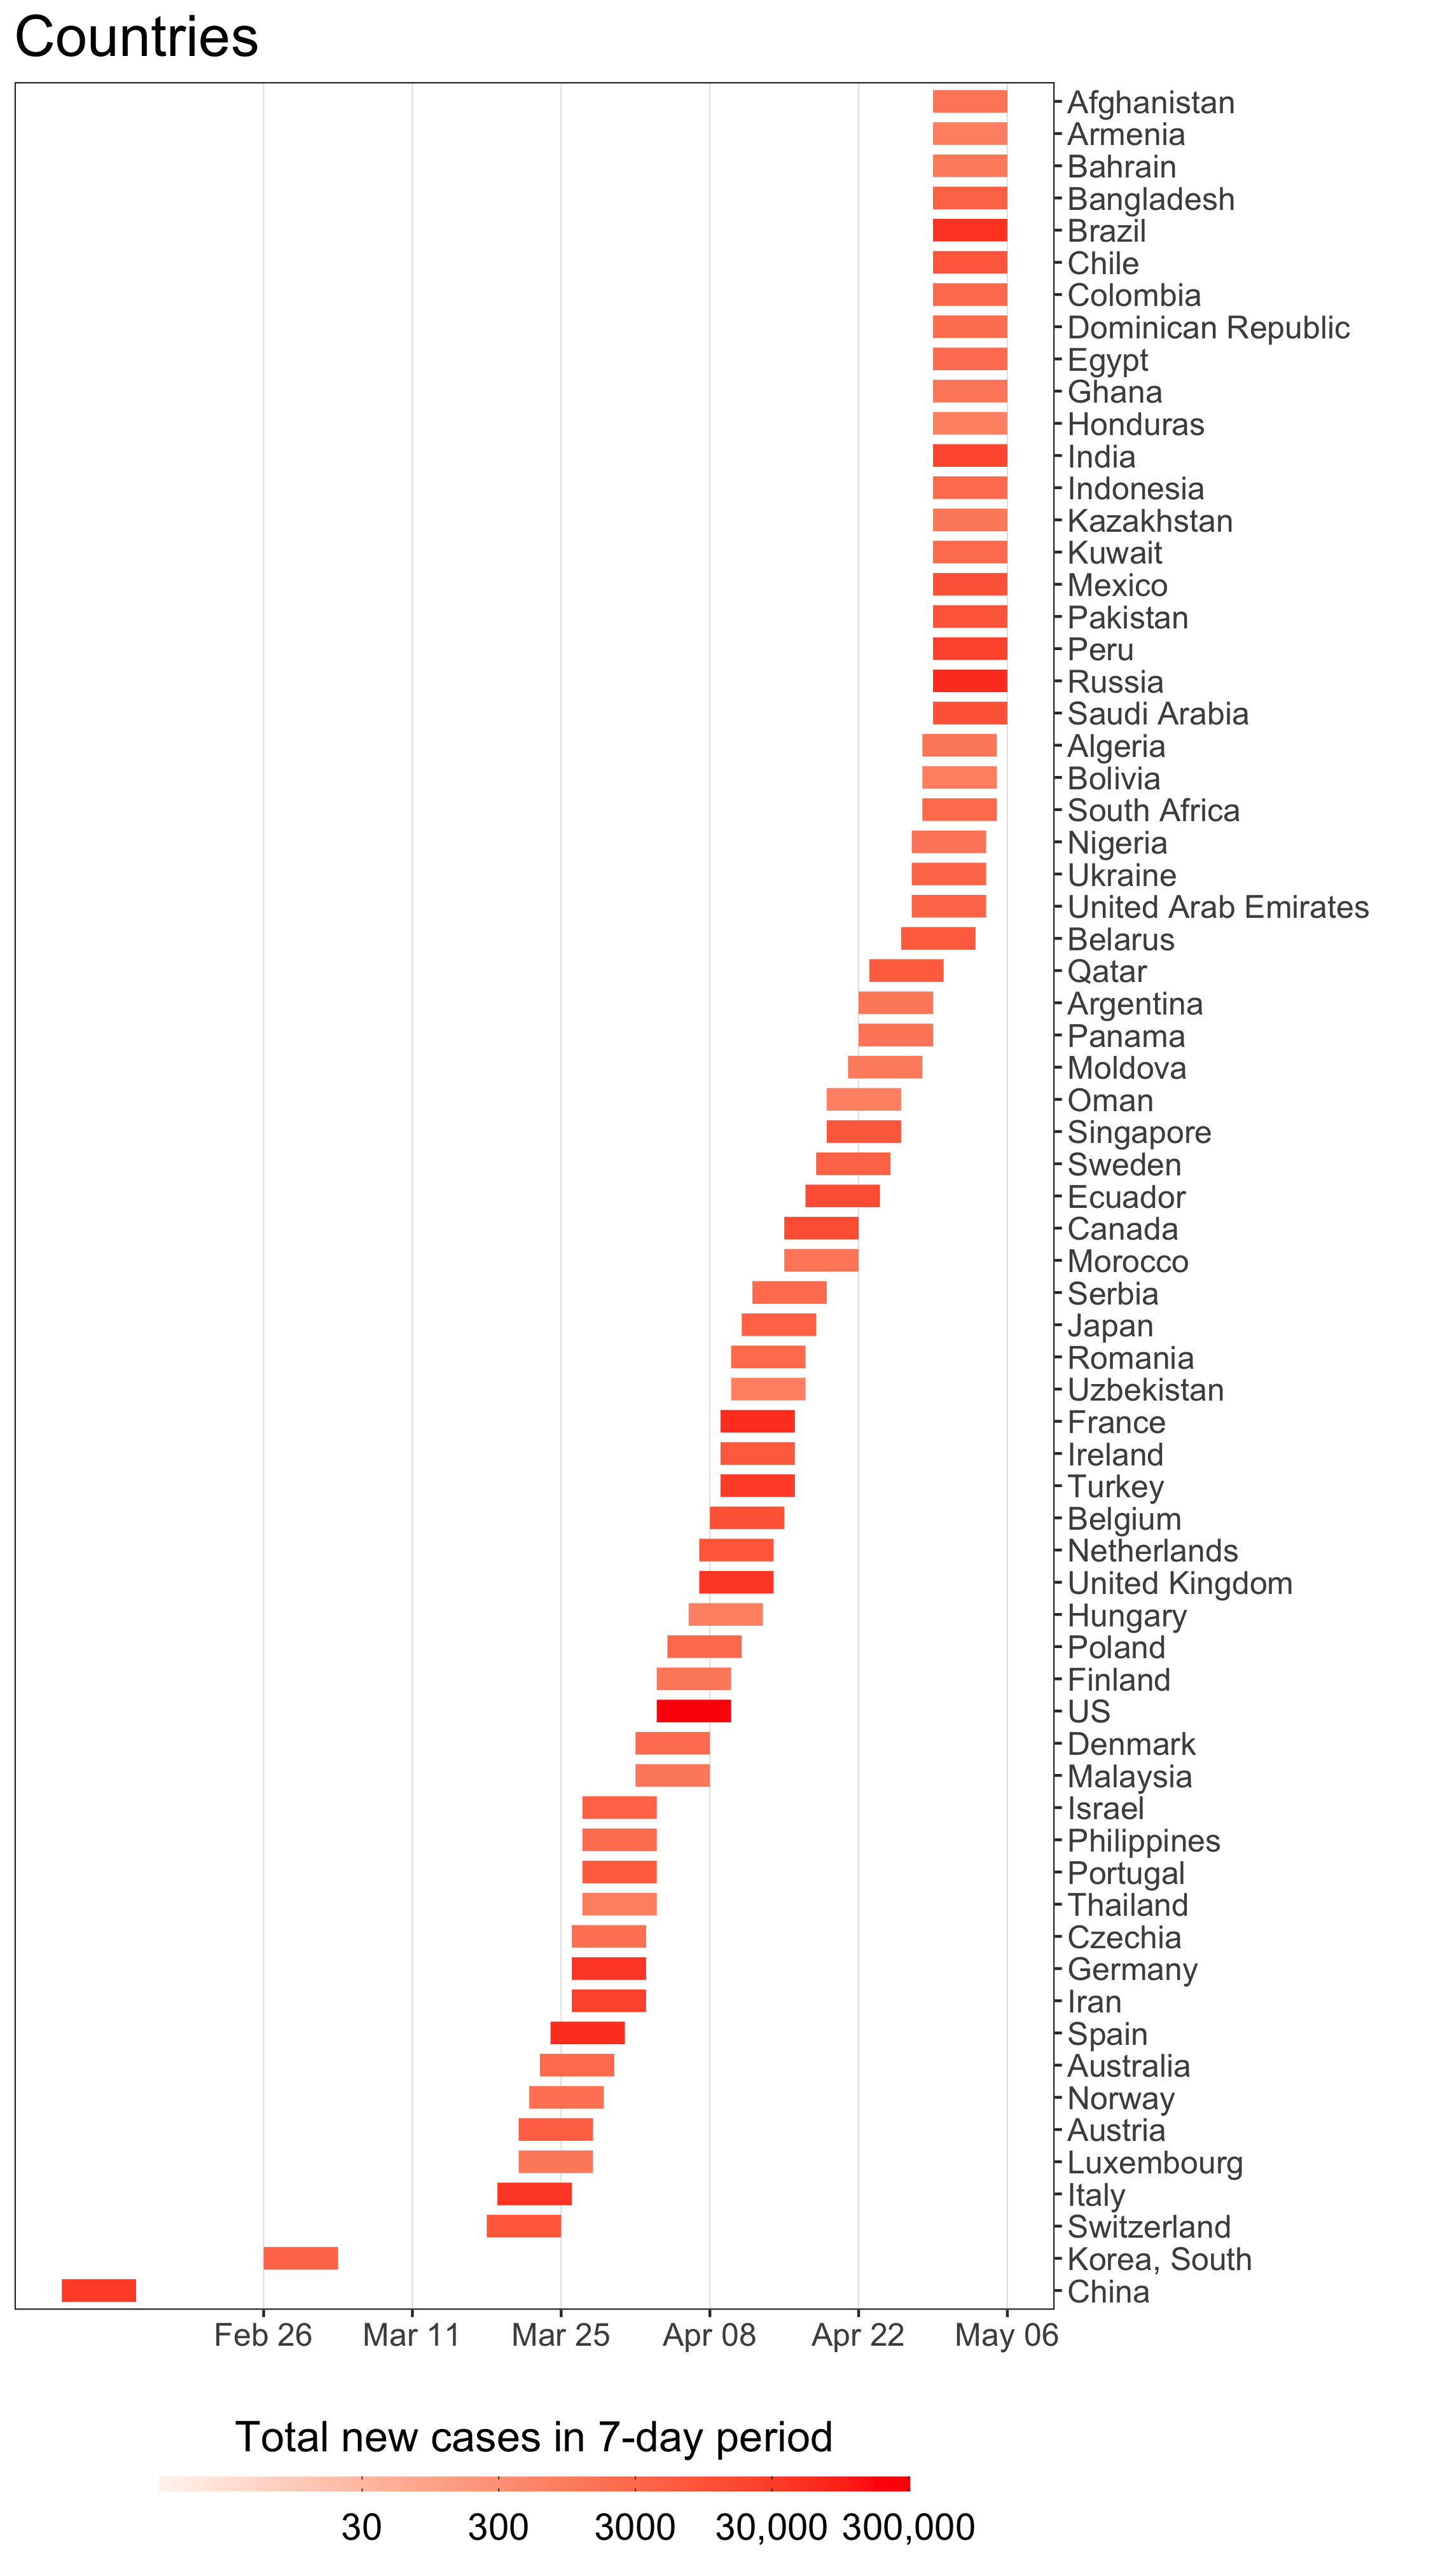 Countries
Afghanistan
Armenia
Bahrain
Bangladesh
Brazil
Chile
Colombia
Dominican Republic
Egypt
Ghana
Honduras
India
Indonesia
Kazakhstan
Kuwait
Mexico
Pakistan
Peru
Russia
Saudi Arabia
Algeria
Bolivia
South Africa
Nigeria
Ukraine
United Arab Emirates
Belarus
Qatar
Argentina
Panama
Moldova
Oman
Singapore
Sweden
Ecuador
Canada
Morocco
Serbia
Japan
Romania
Uzbekistan
France
Ireland
Turkey
Belgium
Netherlands
United Kingdom
Hungary
Poland
Finland
US
Denmark
Malaysia
Israel
Philippines
Portugal
Thailand
Czechia
Germany
Iran
Spain
Australia
Norway
Austria
Luxembourg
Italy
Switzerland
Korea, South
China
Feb 26 Mar 11 Mar 25 Apr 08 Apr 22 May 06
Total new cases in 7-day period
30 300 3000 30,000 300,000